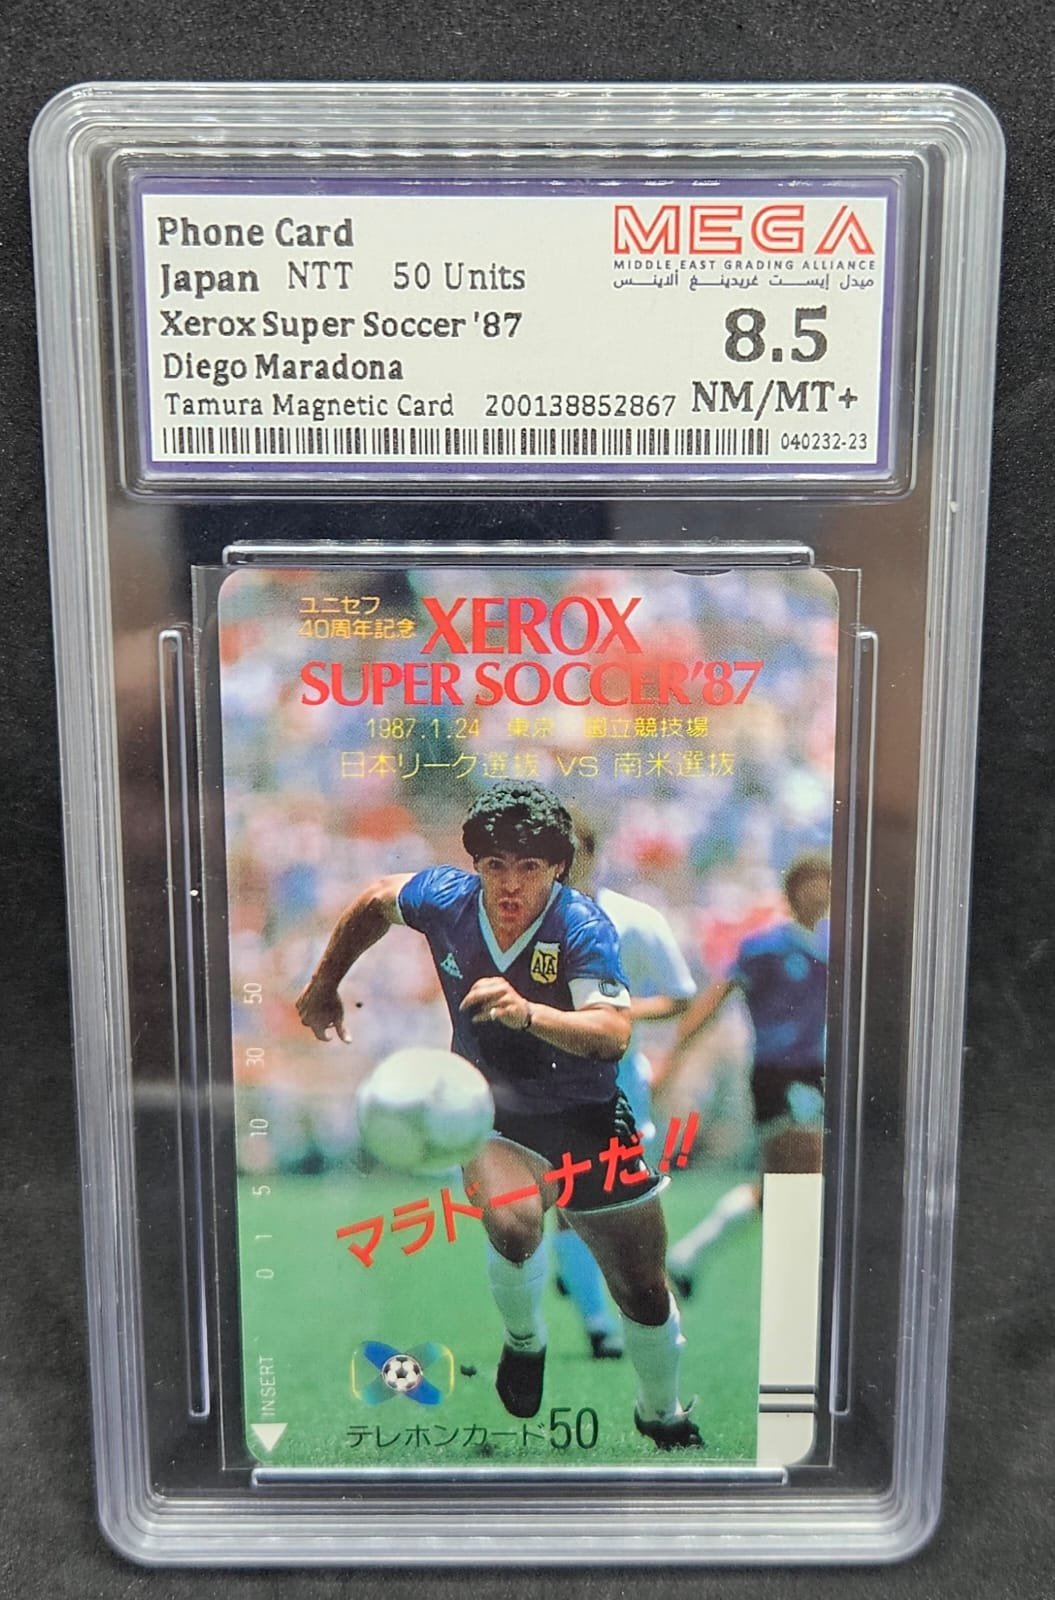 Phone Card
Japan NTT 50 Units
Xerox Super Soccer '87
Diego Maradona
Tamura Magnetic Card 200138852867
MEGA
MIDDLE EAST GRADING ALLIANCE
ميدل إيست غريدينغ ألاينس
8.5
NM/MT+
040232-23
ユニセフ
40周年記念
XEROX
SUPER SOCCER'87
1987.1.24 東京 国立競技場
日本リーグ選抜 VS 南米選抜
AFA
C
50
30
10
5
1
0
INSERT
マラドーナだ!!
テレホンカード50